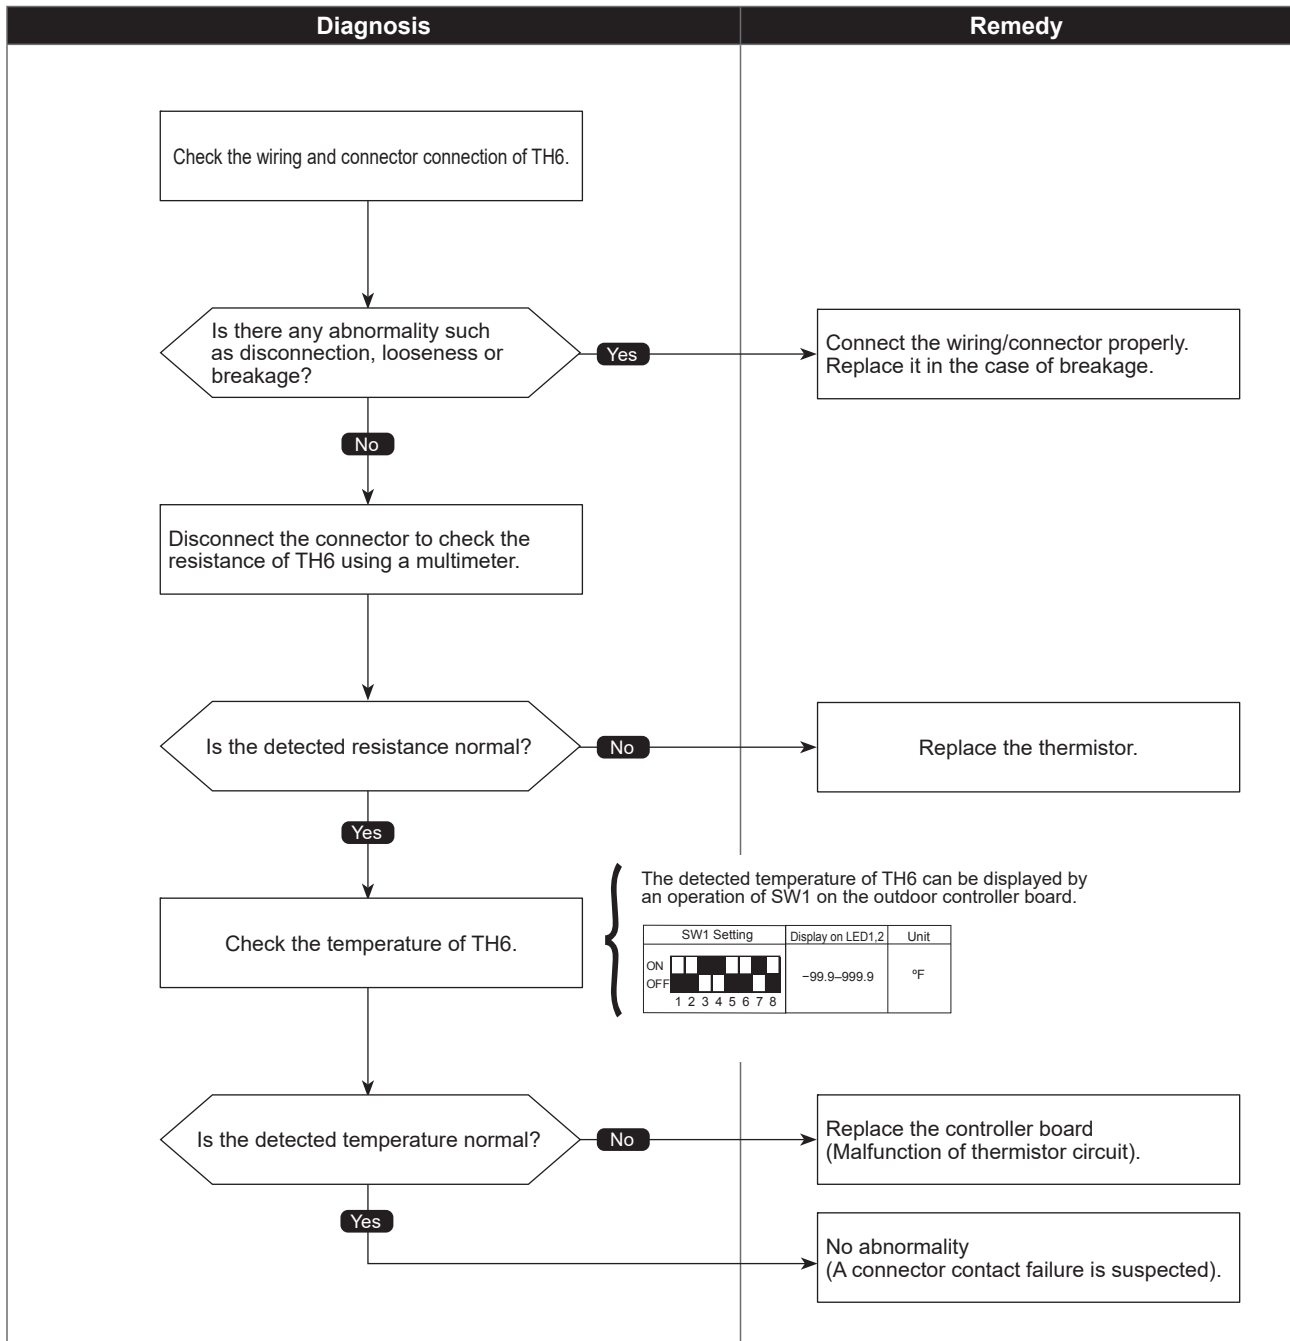 Diagnosis
Remedy
Check the wiring and connector connection of TH6.
Is there any abnormality such
as disconnection, looseness or
breakage?
Yes
Connect the wiring/connector properly.
Replace it in the case of breakage.
No
Disconnect the connector to check the
resistance of TH6 using a multimeter.
Is the detected resistance normal?
No
Replace the thermistor.
Yes
Check the temperature of TH6.
The detected temperature of TH6 can be displayed by
an operation of SW1 on the outdoor controller board.
SW1 Setting
Display on LED1,2
Unit
ON
OFF
1 2 3 4 5 6 7 8
−99.9–999.9
ºF
Is the detected temperature normal?
No
Replace the controller board
(Malfunction of thermistor circuit).
Yes
No abnormality
(A connector contact failure is suspected).